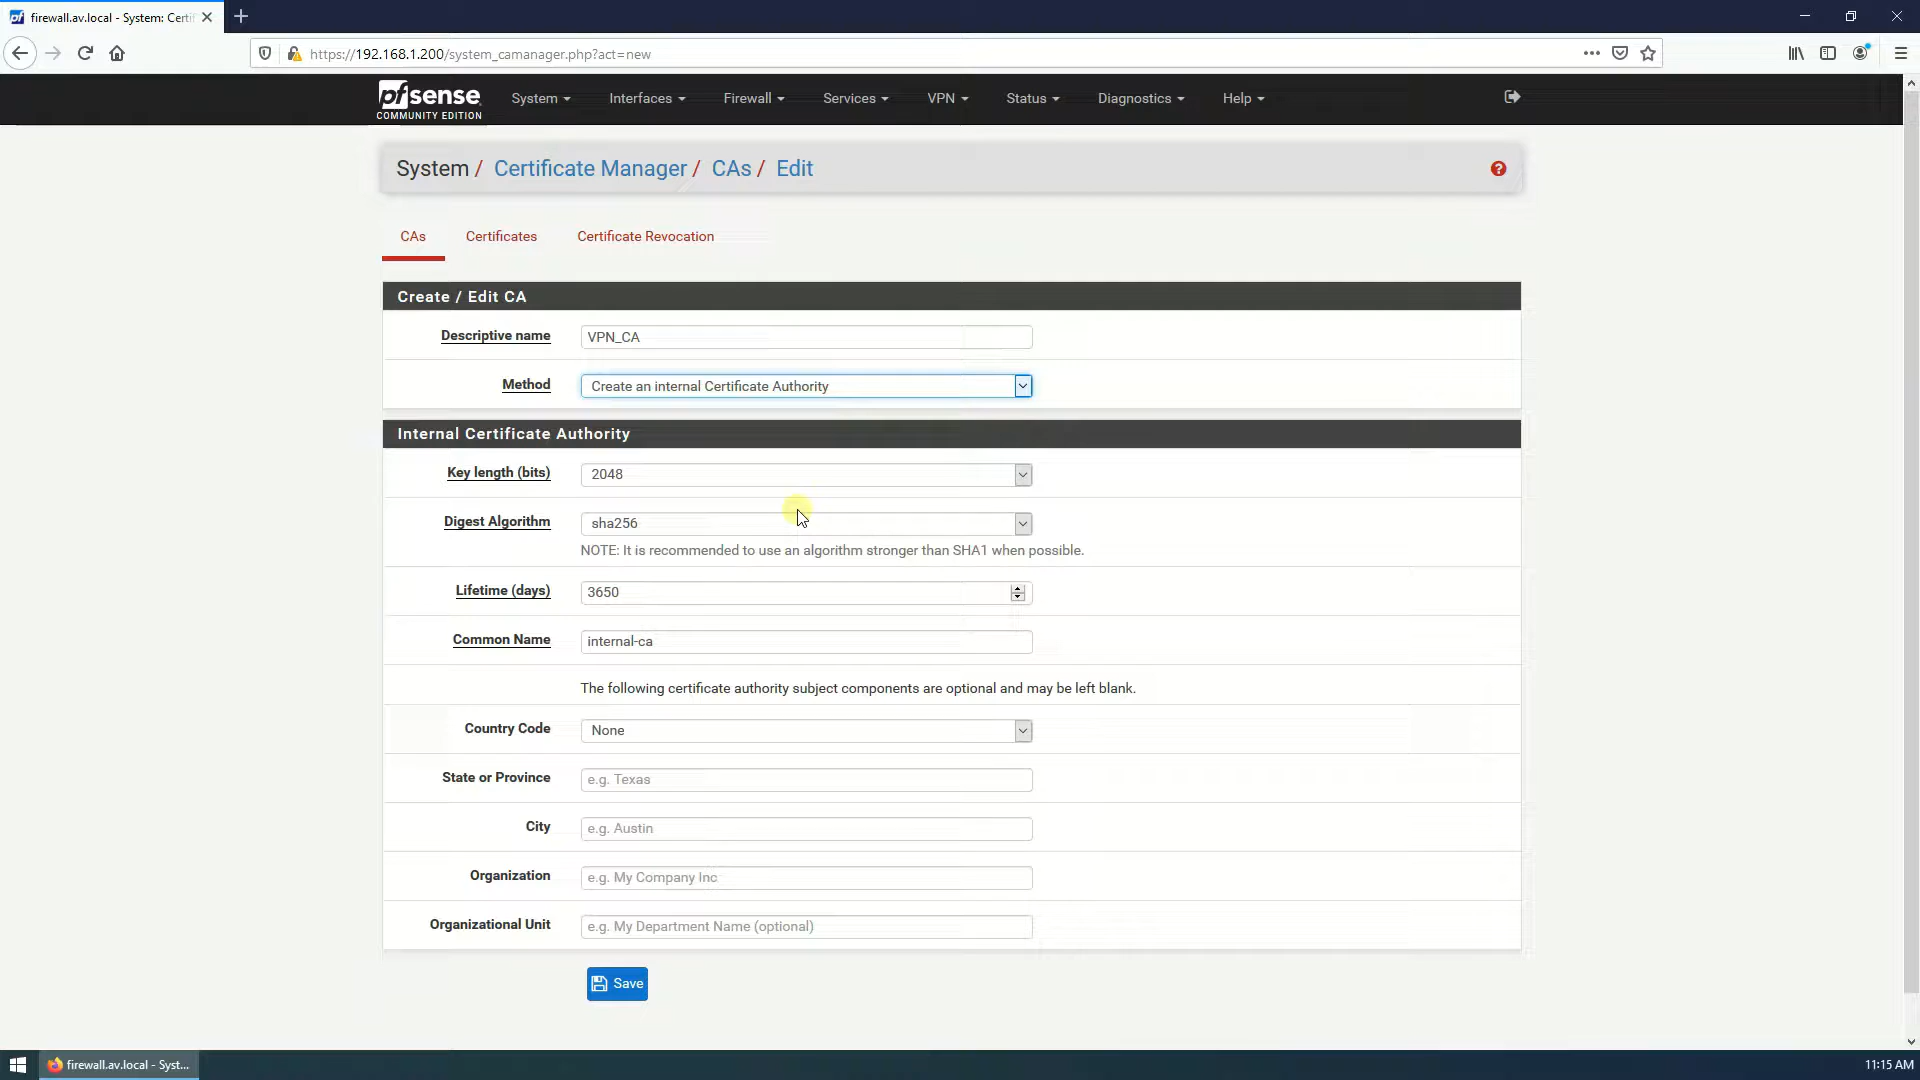 firewall.av.local - System: Certif
https://192.168.1.200/system_camanager.php?act=new
pfsense
COMMUNITY EDITION
System
Interfaces
Firewall
Services
VPN
Status
Diagnostics
Help
System / Certificate Manager / CAs / Edit
CAs
Certificates
Certificate Revocation
Create / Edit CA
Descriptive name
VPN_CA
Method
Create an internal Certificate Authority
Internal Certificate Authority
Key length (bits)
2048
Digest Algorithm
sha256
NOTE: It is recommended to use an algorithm stronger than SHA1 when possible.
Lifetime (days)
3650
Common Name
internal-ca
The following certificate authority subject components are optional and may be left blank.
Country Code
None
State or Province
e.g. Texas
City
e.g. Austin
Organization
e.g. My Company Inc
Organizational Unit
e.g. My Department Name (optional)
Save
firewall.av.local - Syst...
11:15 AM